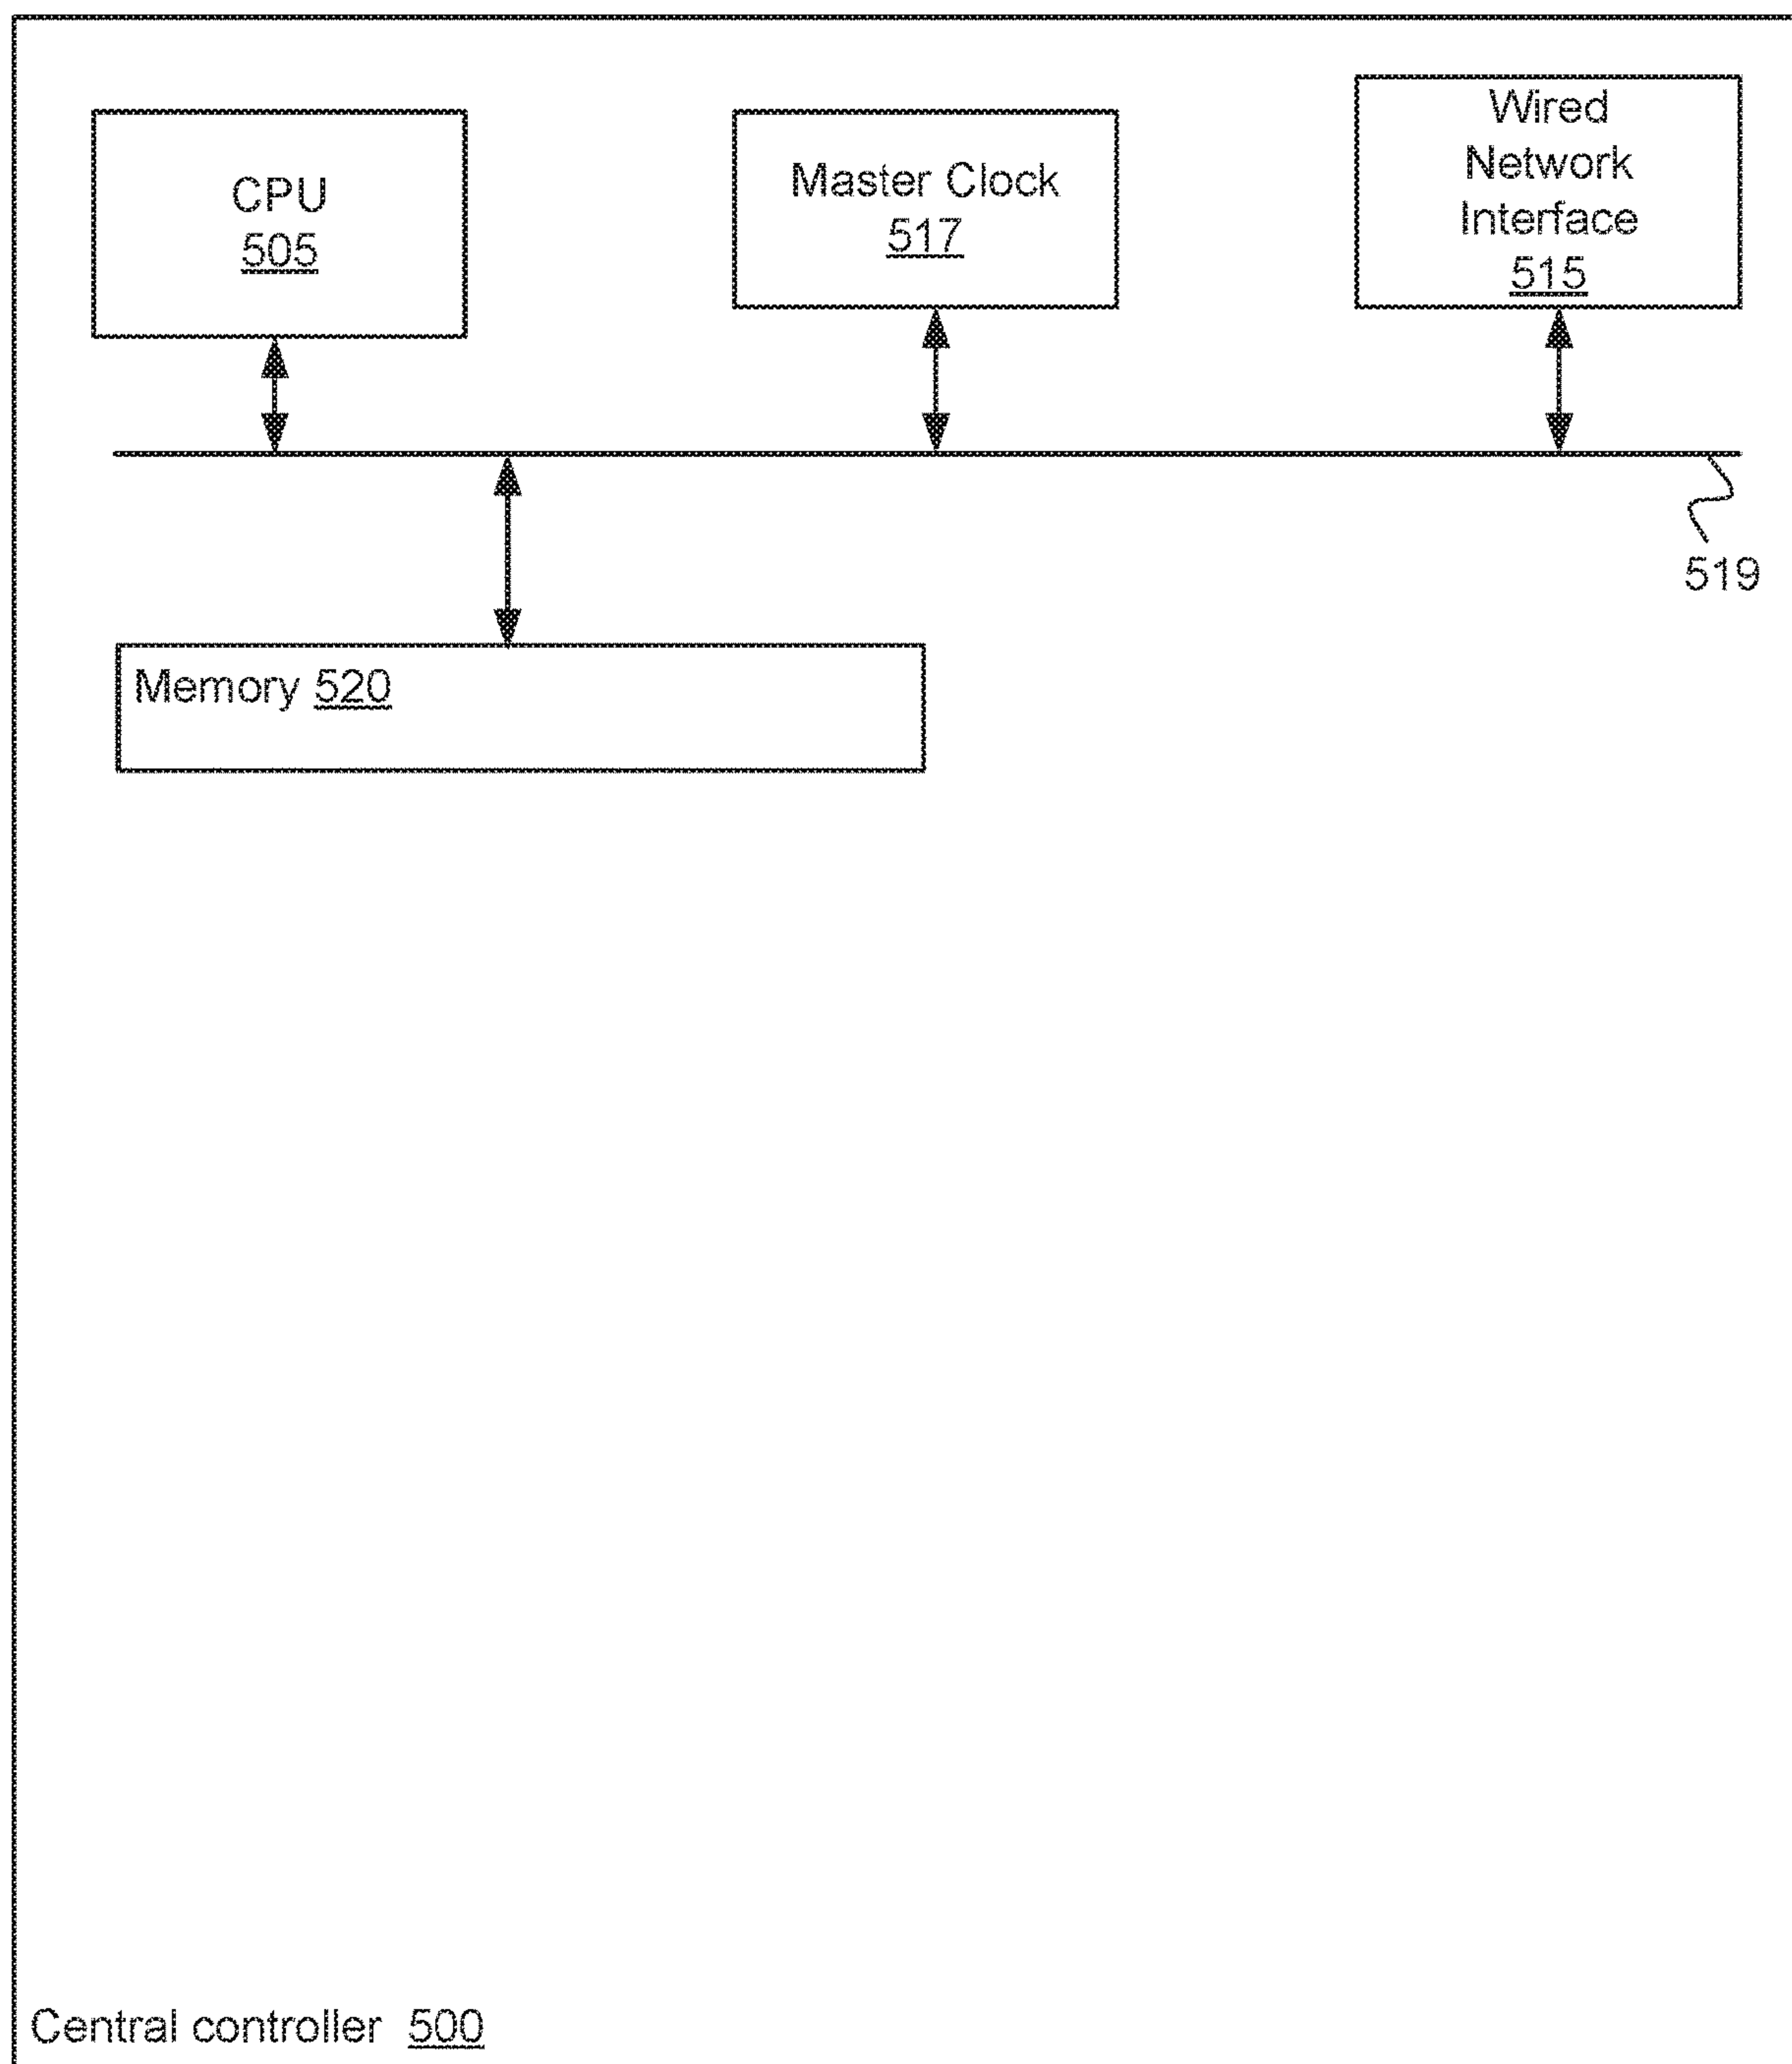 CPU
505
Master Clock
517
Wired
Network
Interface
515
519
Memory 520
Central controller 500